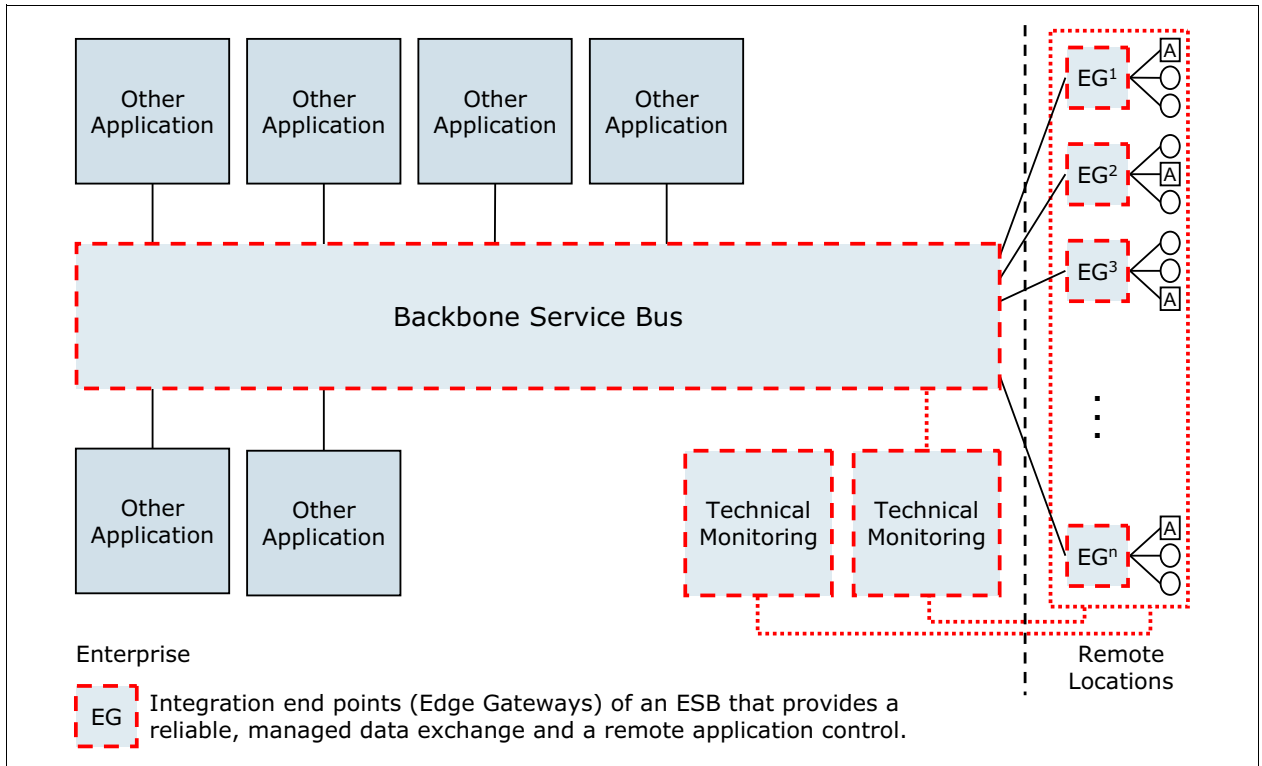 Other
Application
Other
Application
Other
Application
Other
Application
EG¹
A
EG²
A
EG³
A
Backbone Service Bus
Other
Application
Other
Application
Technical
Monitoring
Technical
Monitoring
EGⁿ
A
Enterprise
Remote
Locations
EG
Integration end points (Edge Gateways) of an ESB that provides a
reliable, managed data exchange and a remote application control.